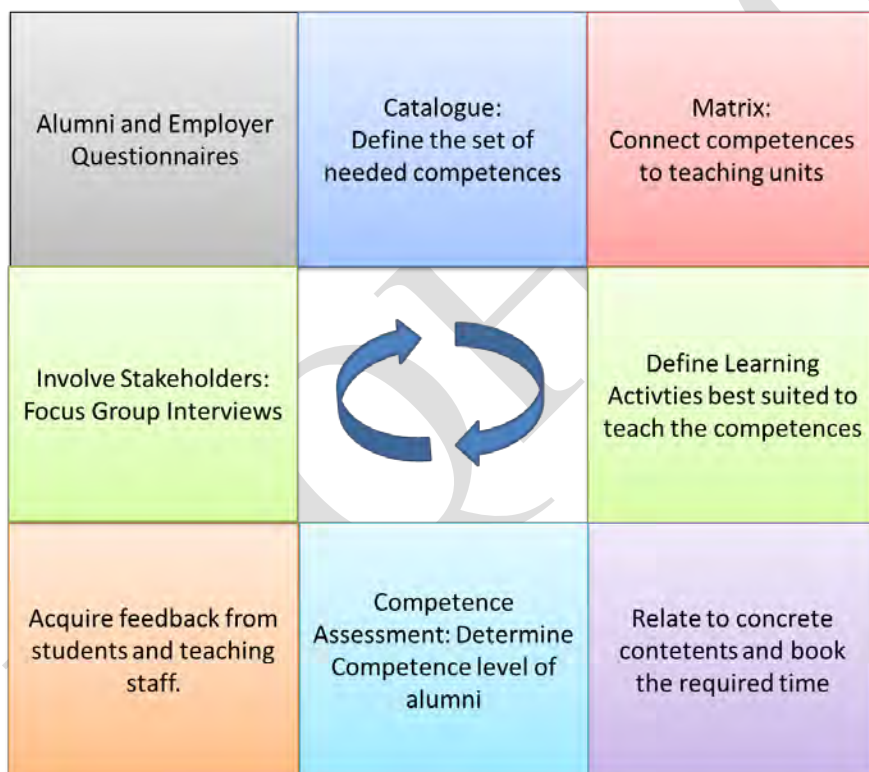 Alumni and Employer
Questionnaires
Catalogue:
Define the set of
needed competences
Matrix:
Connect competences
to teaching units
Involve Stakeholders:
Focus Group Interviews
Define Learning
Activties best suited to
teach the competences
Acquire feedback from
students and teaching
staff.
Competence
Assessment: Determine
Competence level of
alumni
Relate to concrete
contetents and book
the required time